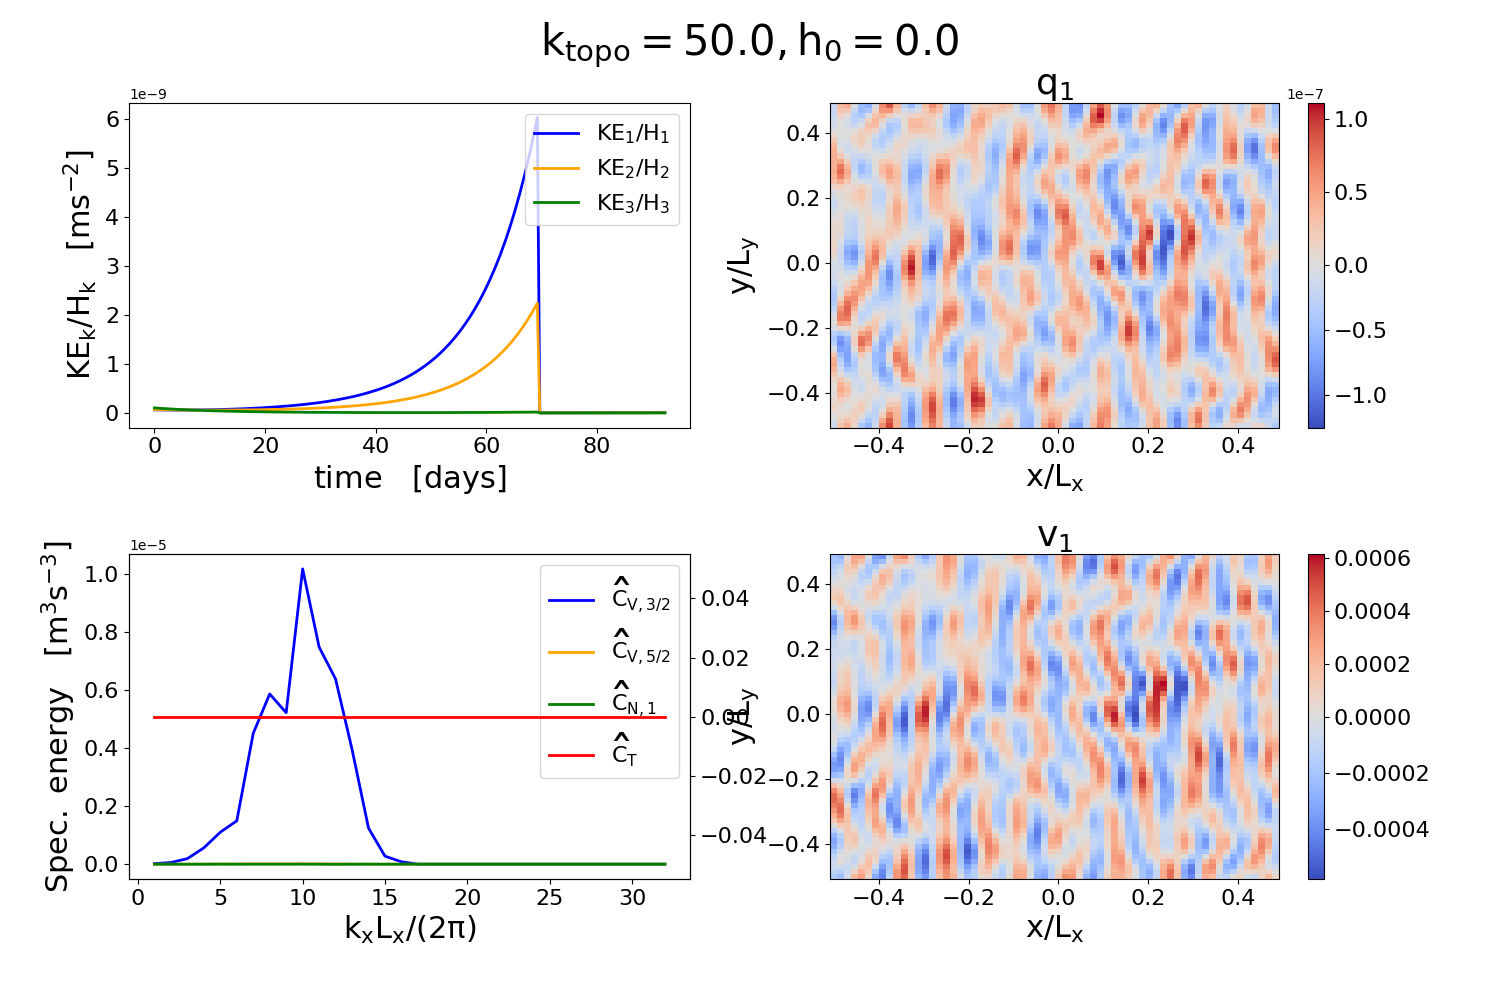 k_topo = 50.0, h_0 = 0.0
1e−9
KE_k/H_k [ms^−2]
6
5
4
3
2
1
0
KE_1/H_1
KE_2/H_2
KE_3/H_3
0 20 40 60 80
time [days]
q_1
1e−7
y/L_y
0.4
0.2
0.0
−0.2
−0.4
−0.4 −0.2 0.0 0.2 0.4
x/L_x
1.0
0.5
0.0
−0.5
−1.0
1e−5
Spec. energy [m^3s^−3]
1.0
0.8
0.6
0.4
0.2
0.0
Ĉ_V, 3/2
Ĉ_V, 5/2
Ĉ_N, 1
Ĉ_T
0.04
0.02
0.00
−0.02
−0.04
0 5 10 15 20 25 30
k_xL_x/(2π)
v_1
y/L_y
0.4
0.2
0.0
−0.2
−0.4
−0.4 −0.2 0.0 0.2 0.4
x/L_x
0.0006
0.0004
0.0002
0.0000
−0.0002
−0.0004